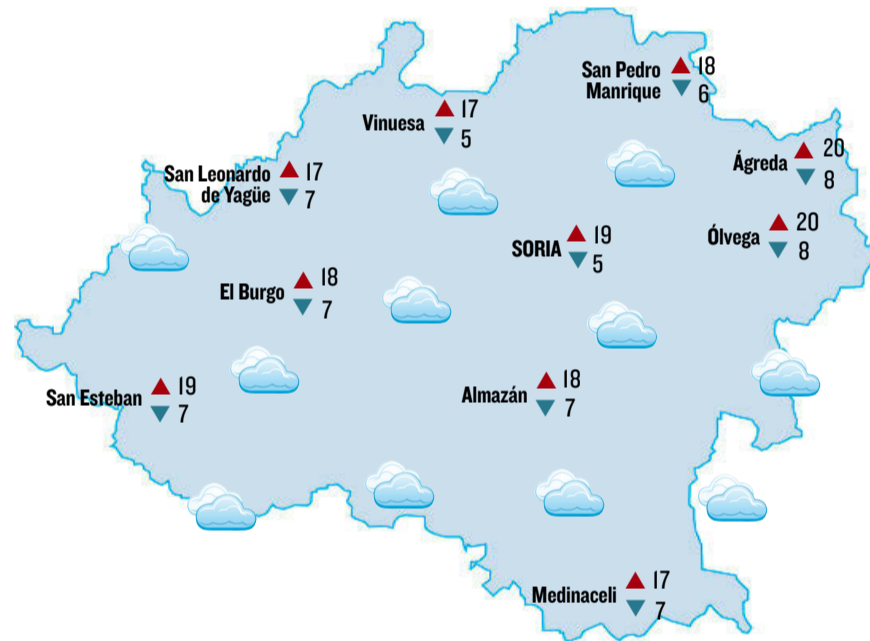 San Pedro 18
Manrique 6
Vinuesa 17
5
Ágreda 20
8
San Leonardo 17
de Yagüe 7
SORIA 19
5
Ólvega 20
8
El Burgo 18
7
San Esteban 19
7
Almazán 18
7
Medinaceli 17
7